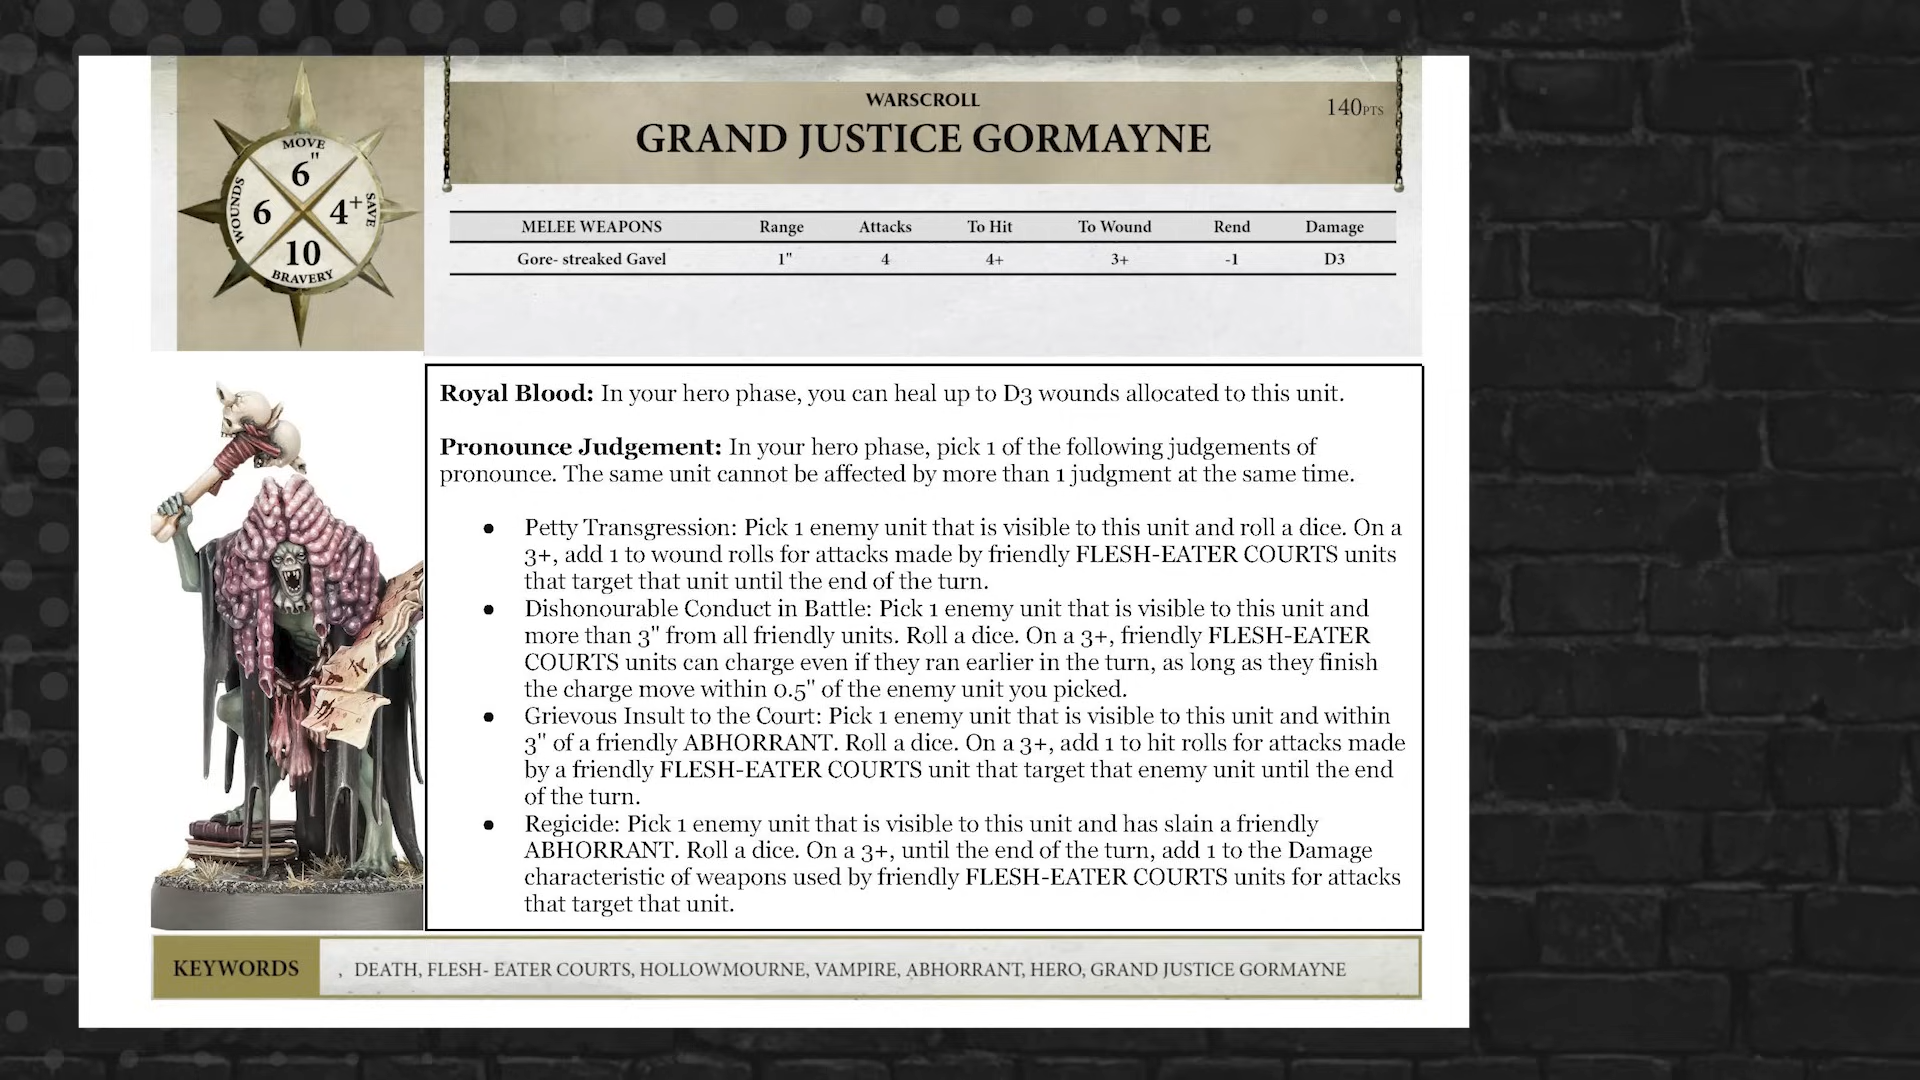 WARSCROLL
140PTS
GRAND JUSTICE GORMAYNE
MOVE
6"
WOUNDS
6
4+
SAVE
10
BRAVERY
MELEE WEAPONS Range Attacks To Hit To Wound Rend Damage
Gore- streaked Gavel 1" 4 4+ 3+ -1 D3
Royal Blood: In your hero phase, you can heal up to D3 wounds allocated to this unit.
Pronounce Judgement: In your hero phase, pick 1 of the following judgements of
pronounce. The same unit cannot be affected by more than 1 judgment at the same time.
● Petty Transgression: Pick 1 enemy unit that is visible to this unit and roll a dice. On a
3+, add 1 to wound rolls for attacks made by friendly FLESH-EATER COURTS units
that target that unit until the end of the turn.
● Dishonourable Conduct in Battle: Pick 1 enemy unit that is visible to this unit and
more than 3" from all friendly units. Roll a dice. On a 3+, friendly FLESH-EATER
COURTS units can charge even if they ran earlier in the turn, as long as they finish
the charge move within 0.5" of the enemy unit you picked.
● Grievous Insult to the Court: Pick 1 enemy unit that is visible to this unit and within
3" of a friendly ABHORRANT. Roll a dice. On a 3+, add 1 to hit rolls for attacks made
by a friendly FLESH-EATER COURTS unit that target that enemy unit until the end
of the turn.
● Regicide: Pick 1 enemy unit that is visible to this unit and has slain a friendly
ABHORRANT. Roll a dice. On a 3+, until the end of the turn, add 1 to the Damage
characteristic of weapons used by friendly FLESH-EATER COURTS units for attacks
that target that unit.
KEYWORDS , DEATH, FLESH- EATER COURTS, HOLLOWMOURNE, VAMPIRE, ABHORRANT, HERO, GRAND JUSTICE GORMAYNE